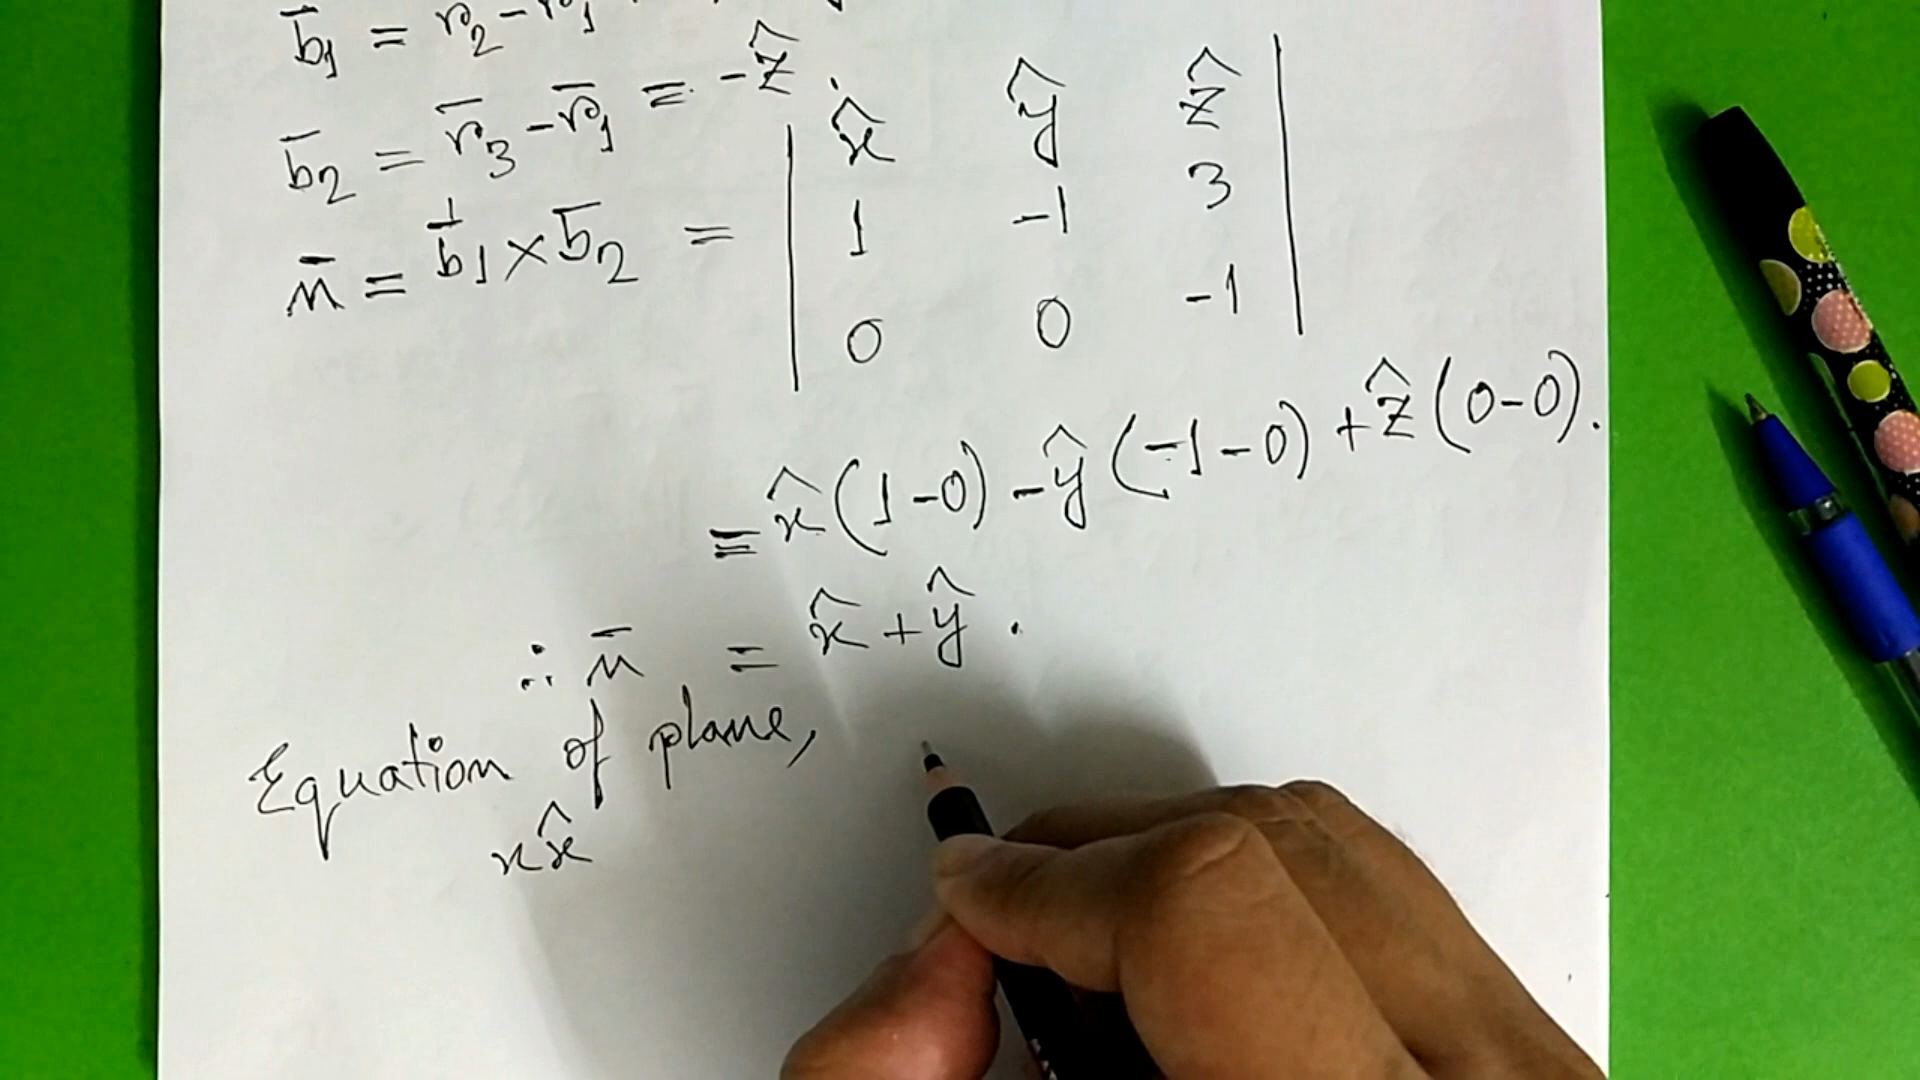 b̄1 = r̄2 - r̄1
b̄2 = r̄3 - r̄1 = -ẑ.
n̄ = b̄1 × b̄2 = | x̂ ŷ ẑ |
| 1 -1 3 |
| 0 0 -1 |
= x̂(1-0) - ŷ(-1-0) + ẑ(0-0).
∴ n̄ = x̂ + ŷ.
Equation of plane,
xx̂